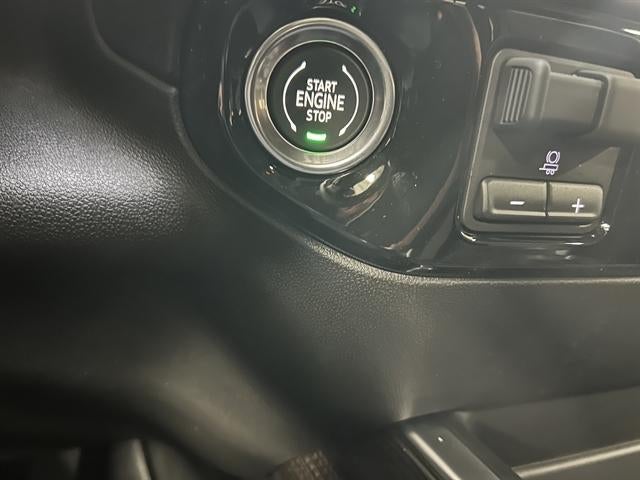 START
ENGINE
STOP
- +